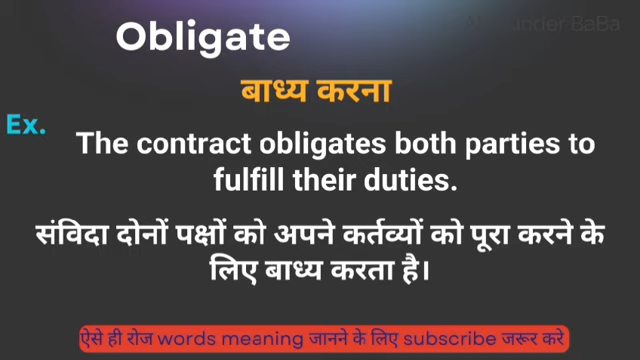 Obligate
बाध्य करना
Ex.
The contract obligates both parties to
fulfill their duties.
संविदा दोनों पक्षों को अपने कर्तव्यों को पूरा करने के
लिए बाध्य करता है।
ऐसे ही रोज words meaning जानने के लिए subscribe जरूर करे